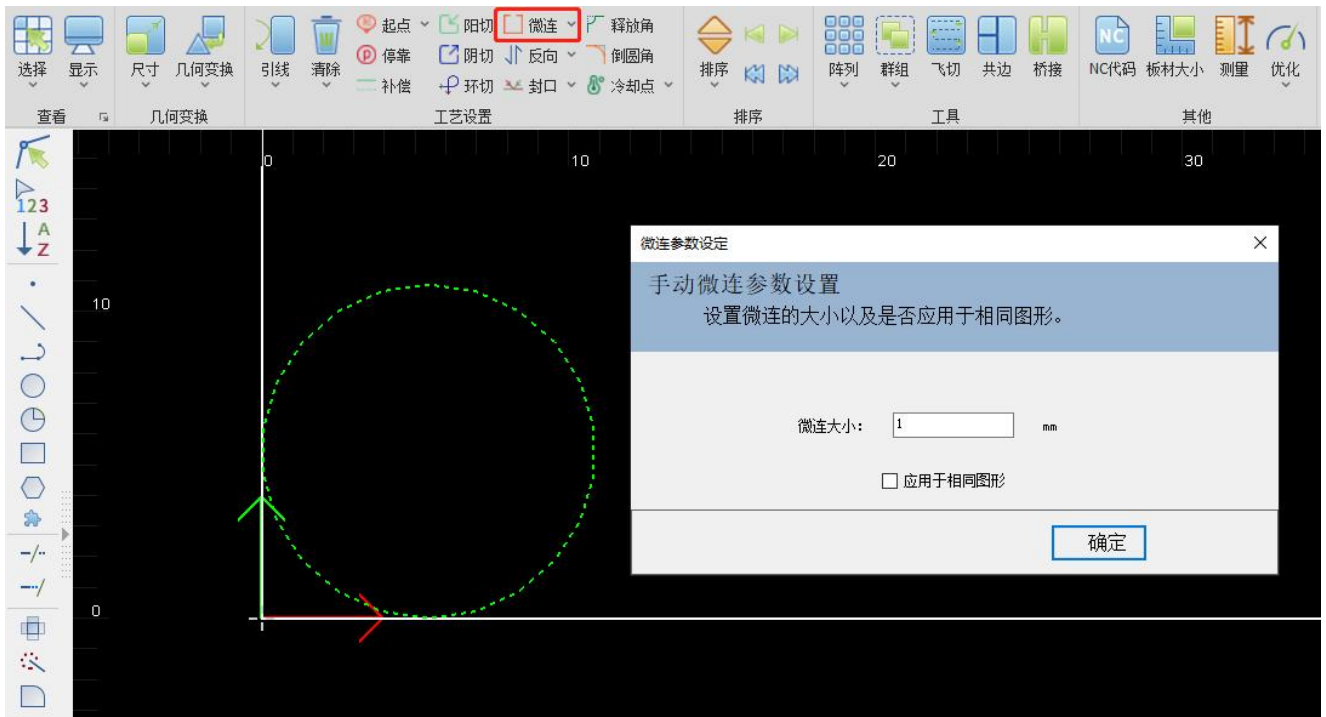 起点 阳切 微连 释放角
NC
选择 显示 尺寸 几何变换 引线 清除 停靠 阴切 反向 倒圆角 排序 阵列 群组 飞切 共边 桥接 NC代码 板材大小 测量 优化
补偿 环切 封口 冷却点
查看 几何变换 工艺设置 排序 工具 其他
0 10 20 30
123
A
Z
微连参数设定
手动微连参数设置
设置微连的大小以及是否应用于相同图形。
10
微连大小： 1 mm
应用于相同图形
确定
0